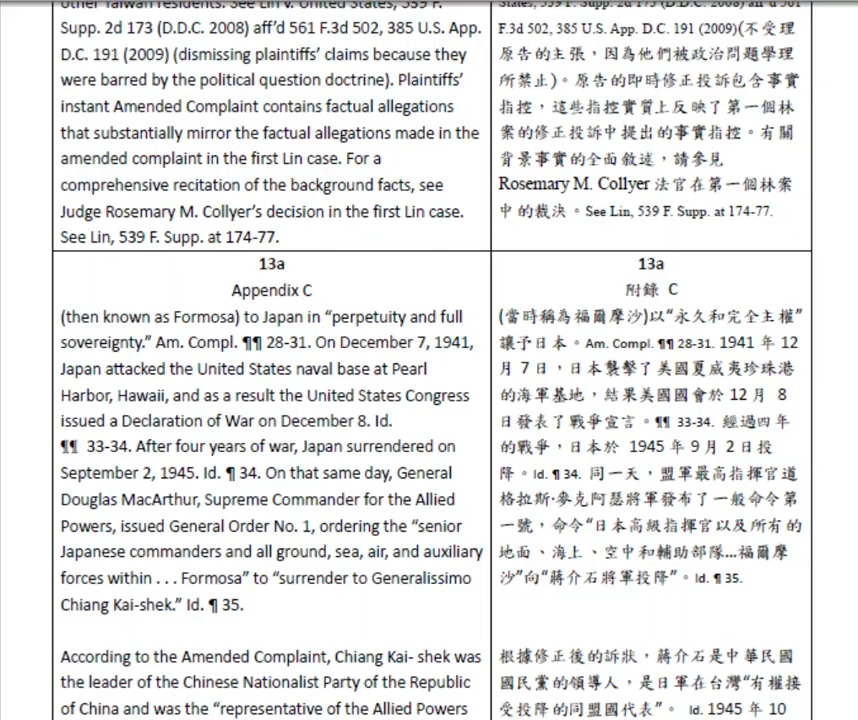 other Taiwan residents. See Lin v. United States, 539 F.
Supp. 2d 173 (D.D.C. 2008) aff'd 561 F.3d 502, 385 U.S. App.
D.C. 191 (2009) (dismissing plaintiffs' claims because they
were barred by the political question doctrine). Plaintiffs'
instant Amended Complaint contains factual allegations
that substantially mirror the factual allegations made in the
amended complaint in the first Lin case. For a
comprehensive recitation of the background facts, see
Judge Rosemary M. Collyer's decision in the first Lin case.
See Lin, 539 F. Supp. at 174-77.
States, 539 F. Supp. 2d 173 (D.D.C. 2008) aff'd 561
F.3d 502, 385 U.S. App. D.C. 191 (2009)(不受理
原告的主張，因為他們被政治問題學理
所禁止)。原告的即時修正投訴包含事實
指控，這些指控實質上反映了第一個林
案的修正投訴中提出的事實指控。有關
背景事實的全面敘述，請參見
Rosemary M. Collyer 法官在第一個林案
中的裁決。See Lin, 539 F. Supp. at 174-77.
13a
Appendix C
(then known as Formosa) to Japan in “perpetuity and full
sovereignty.” Am. Compl. ¶¶ 28-31. On December 7, 1941,
Japan attacked the United States naval base at Pearl
Harbor, Hawaii, and as a result the United States Congress
issued a Declaration of War on December 8. Id.
¶¶ 33-34. After four years of war, Japan surrendered on
September 2, 1945. Id. ¶ 34. On that same day, General
Douglas MacArthur, Supreme Commander for the Allied
Powers, issued General Order No. 1, ordering the “senior
Japanese commanders and all ground, sea, air, and auxiliary
forces within . . . Formosa” to “surrender to Generalissimo
Chiang Kai-shek.” Id. ¶ 35.
According to the Amended Complaint, Chiang Kai- shek was
the leader of the Chinese Nationalist Party of the Republic
of China and was the “representative of the Allied Powers
13a
附錄 C
(當時稱為福爾摩沙)以“永久和完全主權”
讓予日本。Am. Compl. ¶¶ 28-31. 1941 年 12
月 7 日，日本襲擊了美國夏威夷珍珠港
的海軍基地，結果美國國會於 12 月 8
日發表了戰爭宣言。¶¶ 33-34. 經過四年
的戰爭，日本於 1945 年 9 月 2 日投
降。Id. ¶ 34. 同一天，盟軍最高指揮官道
格拉斯·麥克阿瑟將軍發布了一般命令第
一號，命令“日本高級指揮官以及所有的
地面、海上、空中和輔助部隊...福爾摩
沙”向“蔣介石將軍投降”。Id. ¶ 35.
根據修正後的訴狀，蔣介石是中華民國
國民黨的領導人，是日軍在台灣“有權接
受投降的同盟國代表”。 Id. 1945 年 10